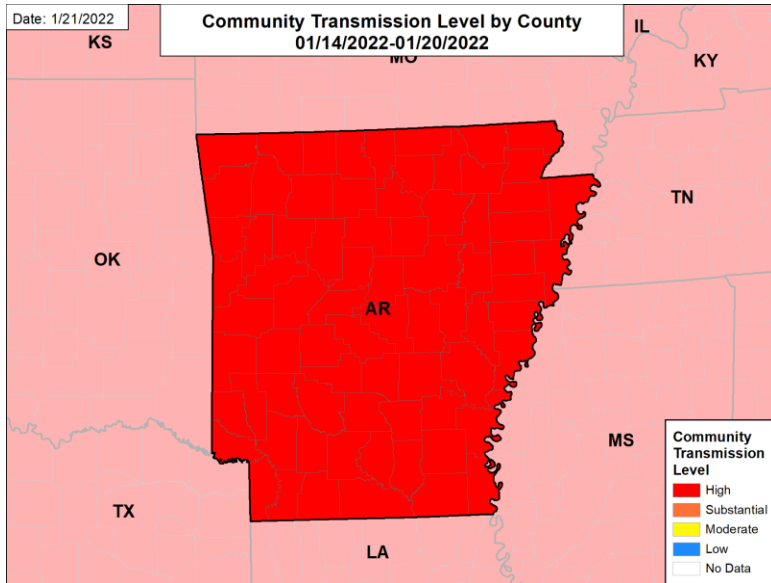 Date: 1/21/2022
Community Transmission Level by County
01/14/2022-01/20/2022
IL
KS
MO
KY
TN
OK
AR
MS
TX
LA
Community
Transmission
Level
High
Substantial
Moderate
Low
No Data